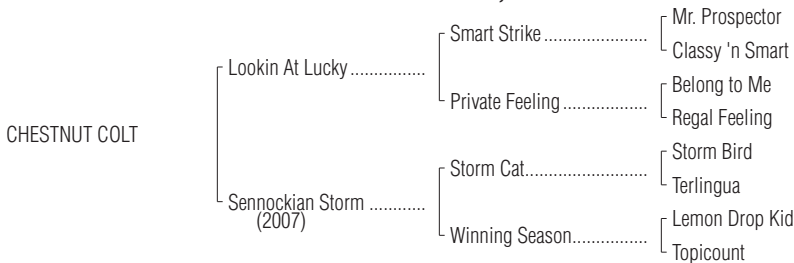 Mr. Prospector
Smart Strike.......................
Classy 'n Smart
Lookin At Lucky................
Belong to Me
Private Feeling..................
Regal Feeling
CHESTNUT COLT
Storm Bird
Storm Cat..........................
Terlingua
Sennockian Storm ............
(2007)
Lemon Drop Kid
Winning Season................
Topicount